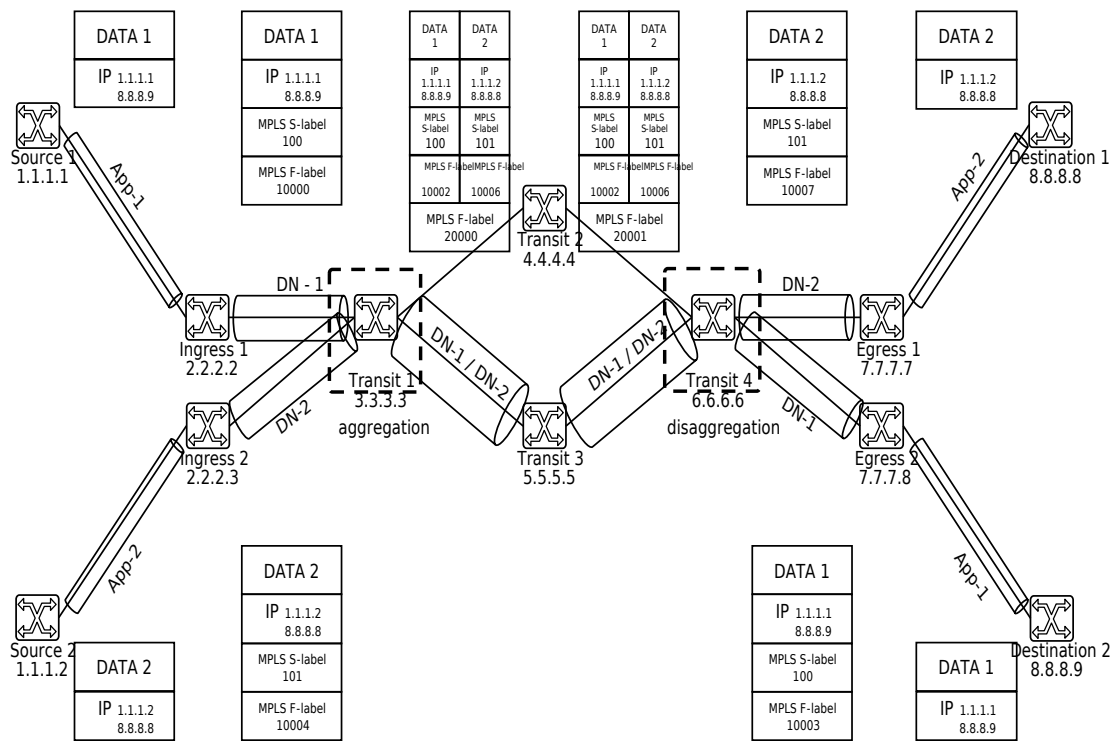 DATA 1
IP 1.1.1.1
8.8.8.9
DATA 1
IP 1.1.1.1
8.8.8.9
MPLS S-label
100
MPLS F-label
10000
DATA
1
DATA
2
IP
1.1.1.1
8.8.8.9
IP
1.1.1.2
8.8.8.8
MPLS
S-label
100
MPLS
S-label
101
MPLS F-label
10002
MPLS F-label
10006
MPLS F-label
20000
DATA
1
DATA
2
IP
1.1.1.1
8.8.8.9
IP
1.1.1.2
8.8.8.8
MPLS
S-label
100
MPLS
S-label
101
MPLS F-label
10002
MPLS F-label
10006
MPLS F-label
20001
DATA 2
IP 1.1.1.2
8.8.8.8
MPLS S-label
101
MPLS F-label
10007
DATA 2
IP 1.1.1.2
8.8.8.8
Source 1
1.1.1.1
App-1
Transit 2
4.4.4.4
App-2
Destination 1
8.8.8.8
DN - 1
DN-2
Ingress 1
2.2.2.2
DN-2
Transit 1
3.3.3.3
aggregation
DN-1 / DN-2
DN-1 / DN-2
Transit 4
6.6.6.6
disaggregation
DN-1
Egress 1
7.7.7.7
Ingress 2
2.2.2.3
Transit 3
5.5.5.5
Egress 2
7.7.7.8
App-2
App-1
Source 2
1.1.1.2
Destination 2
8.8.8.9
DATA 2
IP 1.1.1.2
8.8.8.8
DATA 2
IP 1.1.1.2
8.8.8.8
MPLS S-label
101
MPLS F-label
10004
DATA 1
IP 1.1.1.1
8.8.8.9
MPLS S-label
100
MPLS F-label
10003
DATA 1
IP 1.1.1.1
8.8.8.9